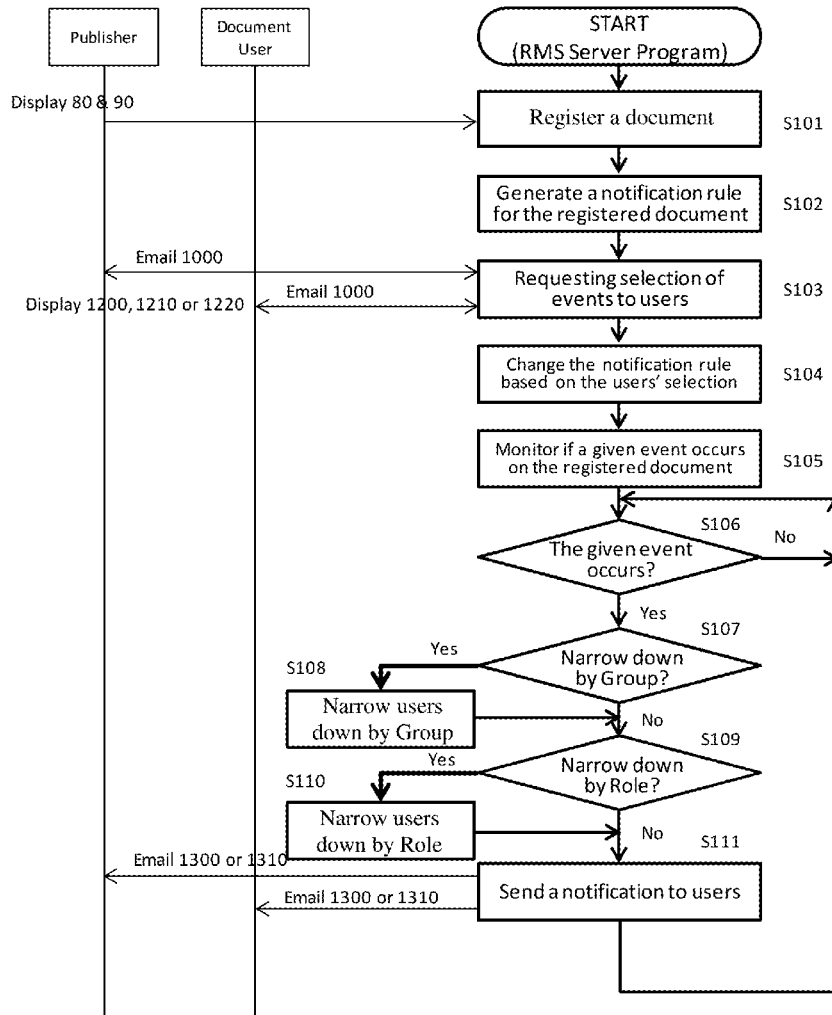 Publisher
Document
User
START
(RMS Server Program)
Display 80 & 90
Register a document
S101
Generate a notification rule
for the registered document
S102
Email 1000
Requesting selection of
events to users
S103
Email 1000
Display 1200, 1210 or 1220
Change the notification rule
based on the users' selection
S104
Monitor if a given event occurs
on the registered document
S105
S106
The given event
occurs?
No
Yes
S107
Narrow down
by Group?
Yes
S108
Narrow users
down by Group
No
S109
Narrow down
by Role?
Yes
S110
Narrow users
down by Role
No
S111
Email 1300 or 1310
Send a notification to users
Email 1300 or 1310